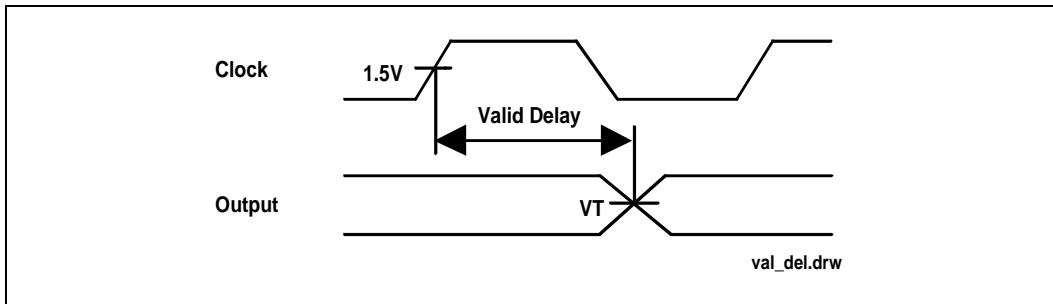 Clock
1.5V
Valid Delay
Output
VT
val_del.drw